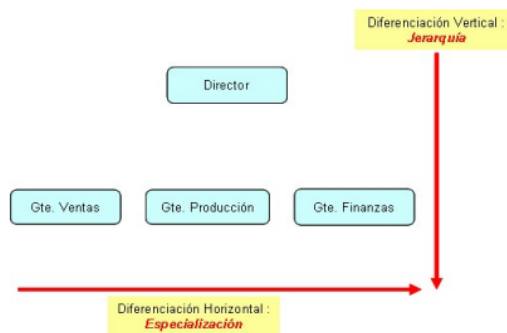 Diferenciación Vertical :
Jerarquía
Director
Gte. Ventas
Gte. Producción
Gte. Finanzas
Diferenciación Horizontal :
Especialización